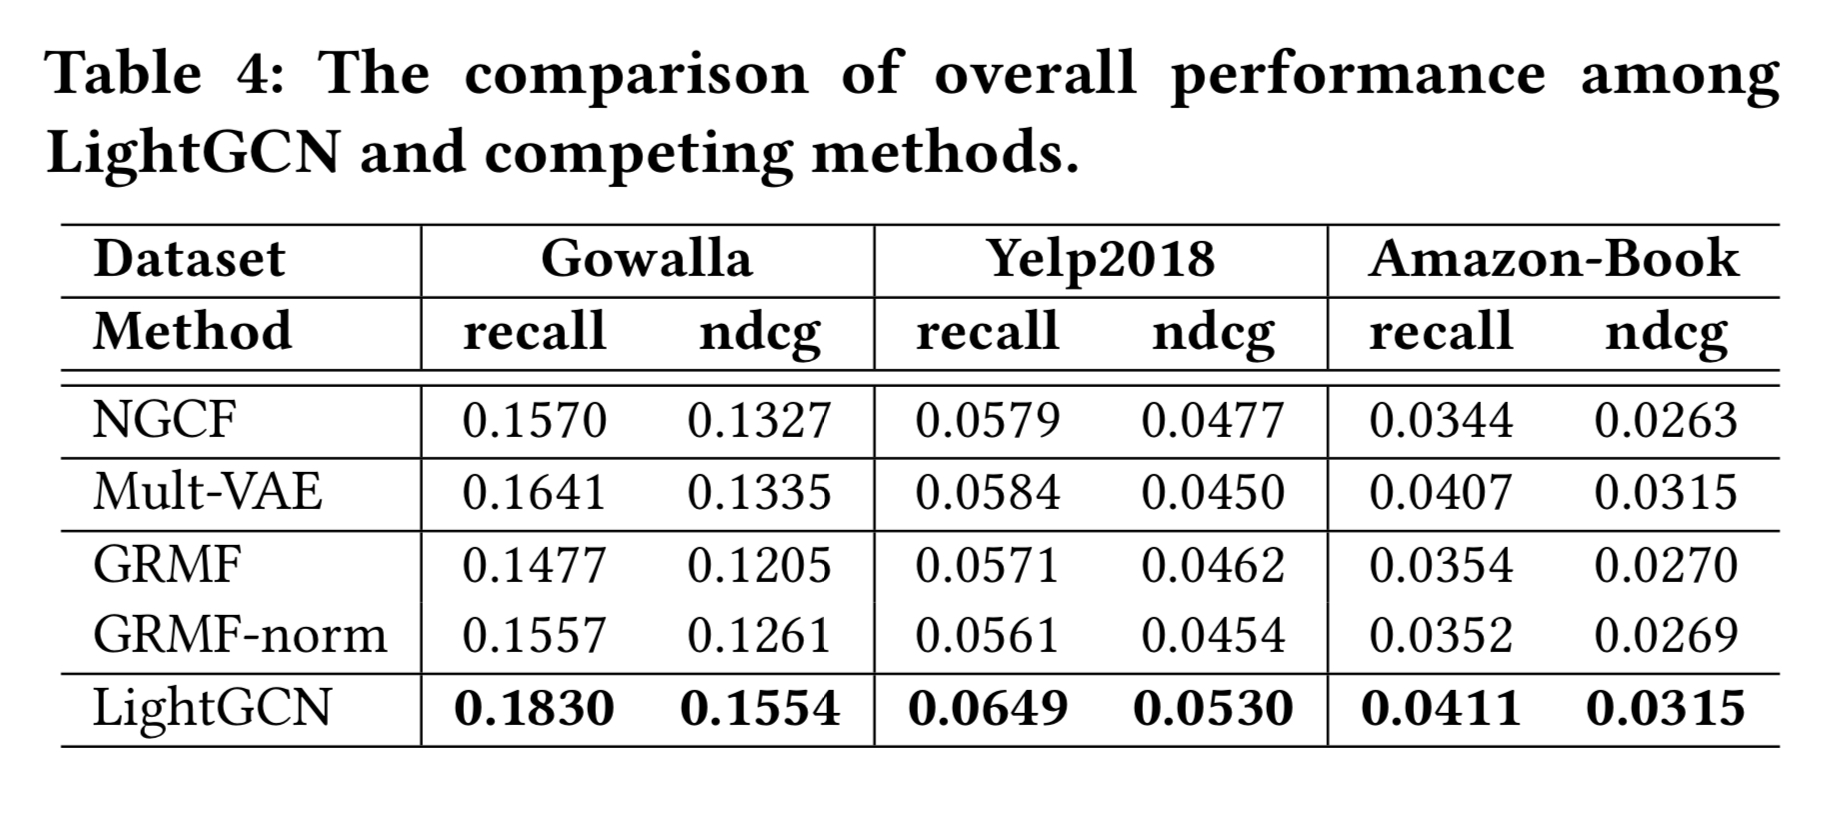 Table 4: The comparison of overall performance among
LightGCN and competing methods.
Dataset Gowalla Yelp2018 Amazon-Book
Method recall ndcg recall ndcg recall ndcg
NGCF 0.1570 0.1327 0.0579 0.0477 0.0344 0.0263
Mult-VAE 0.1641 0.1335 0.0584 0.0450 0.0407 0.0315
GRMF 0.1477 0.1205 0.0571 0.0462 0.0354 0.0270
GRMF-norm 0.1557 0.1261 0.0561 0.0454 0.0352 0.0269
LightGCN 0.1830 0.1554 0.0649 0.0530 0.0411 0.0315